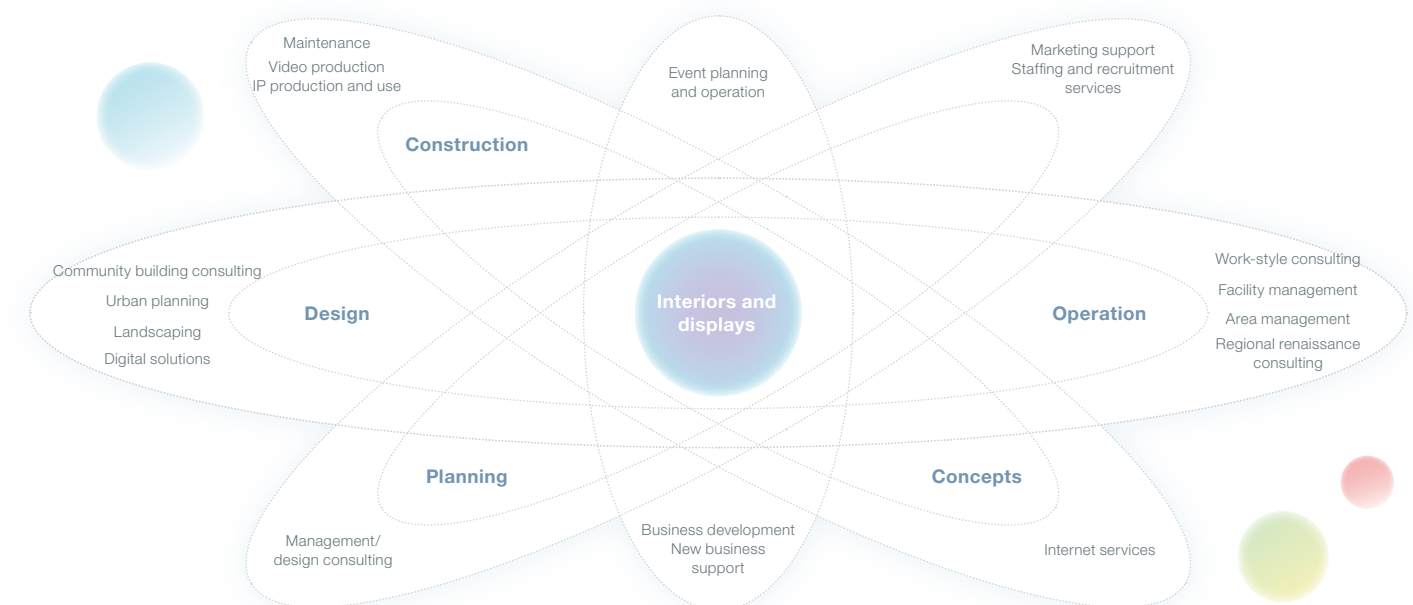 Maintenance
Video production
IP production and use
Construction
Event planning
and operation
Marketing support
Staffing and recruitment
services
Community building consulting
Urban planning
Landscaping
Digital solutions
Design
Interiors and
displays
Operation
Work-style consulting
Facility management
Area management
Regional renaissance
consulting
Planning
Management/
design consulting
Business development
New business
support
Concepts
Internet services